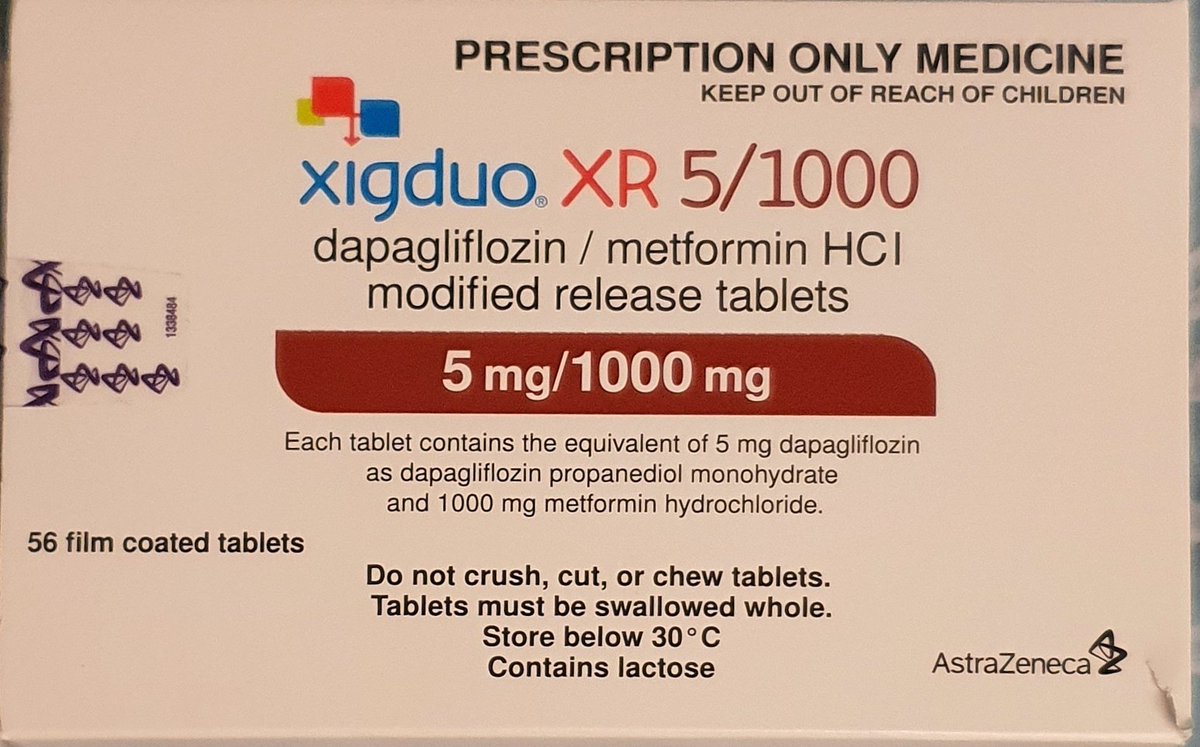 PRESCRIPTION ONLY MEDICINE
KEEP OUT OF REACH OF CHILDREN
xigduo® XR 5/1000
dapagliflozin / metformin HCl
modified release tablets
5 mg/1000 mg
Each tablet contains the equivalent of 5 mg dapagliflozin
as dapagliflozin propanediol monohydrate
and 1000 mg metformin hydrochloride.
56 film coated tablets
Do not crush, cut, or chew tablets.
Tablets must be swallowed whole.
Store below 30°C
Contains lactose
AstraZeneca
1338484